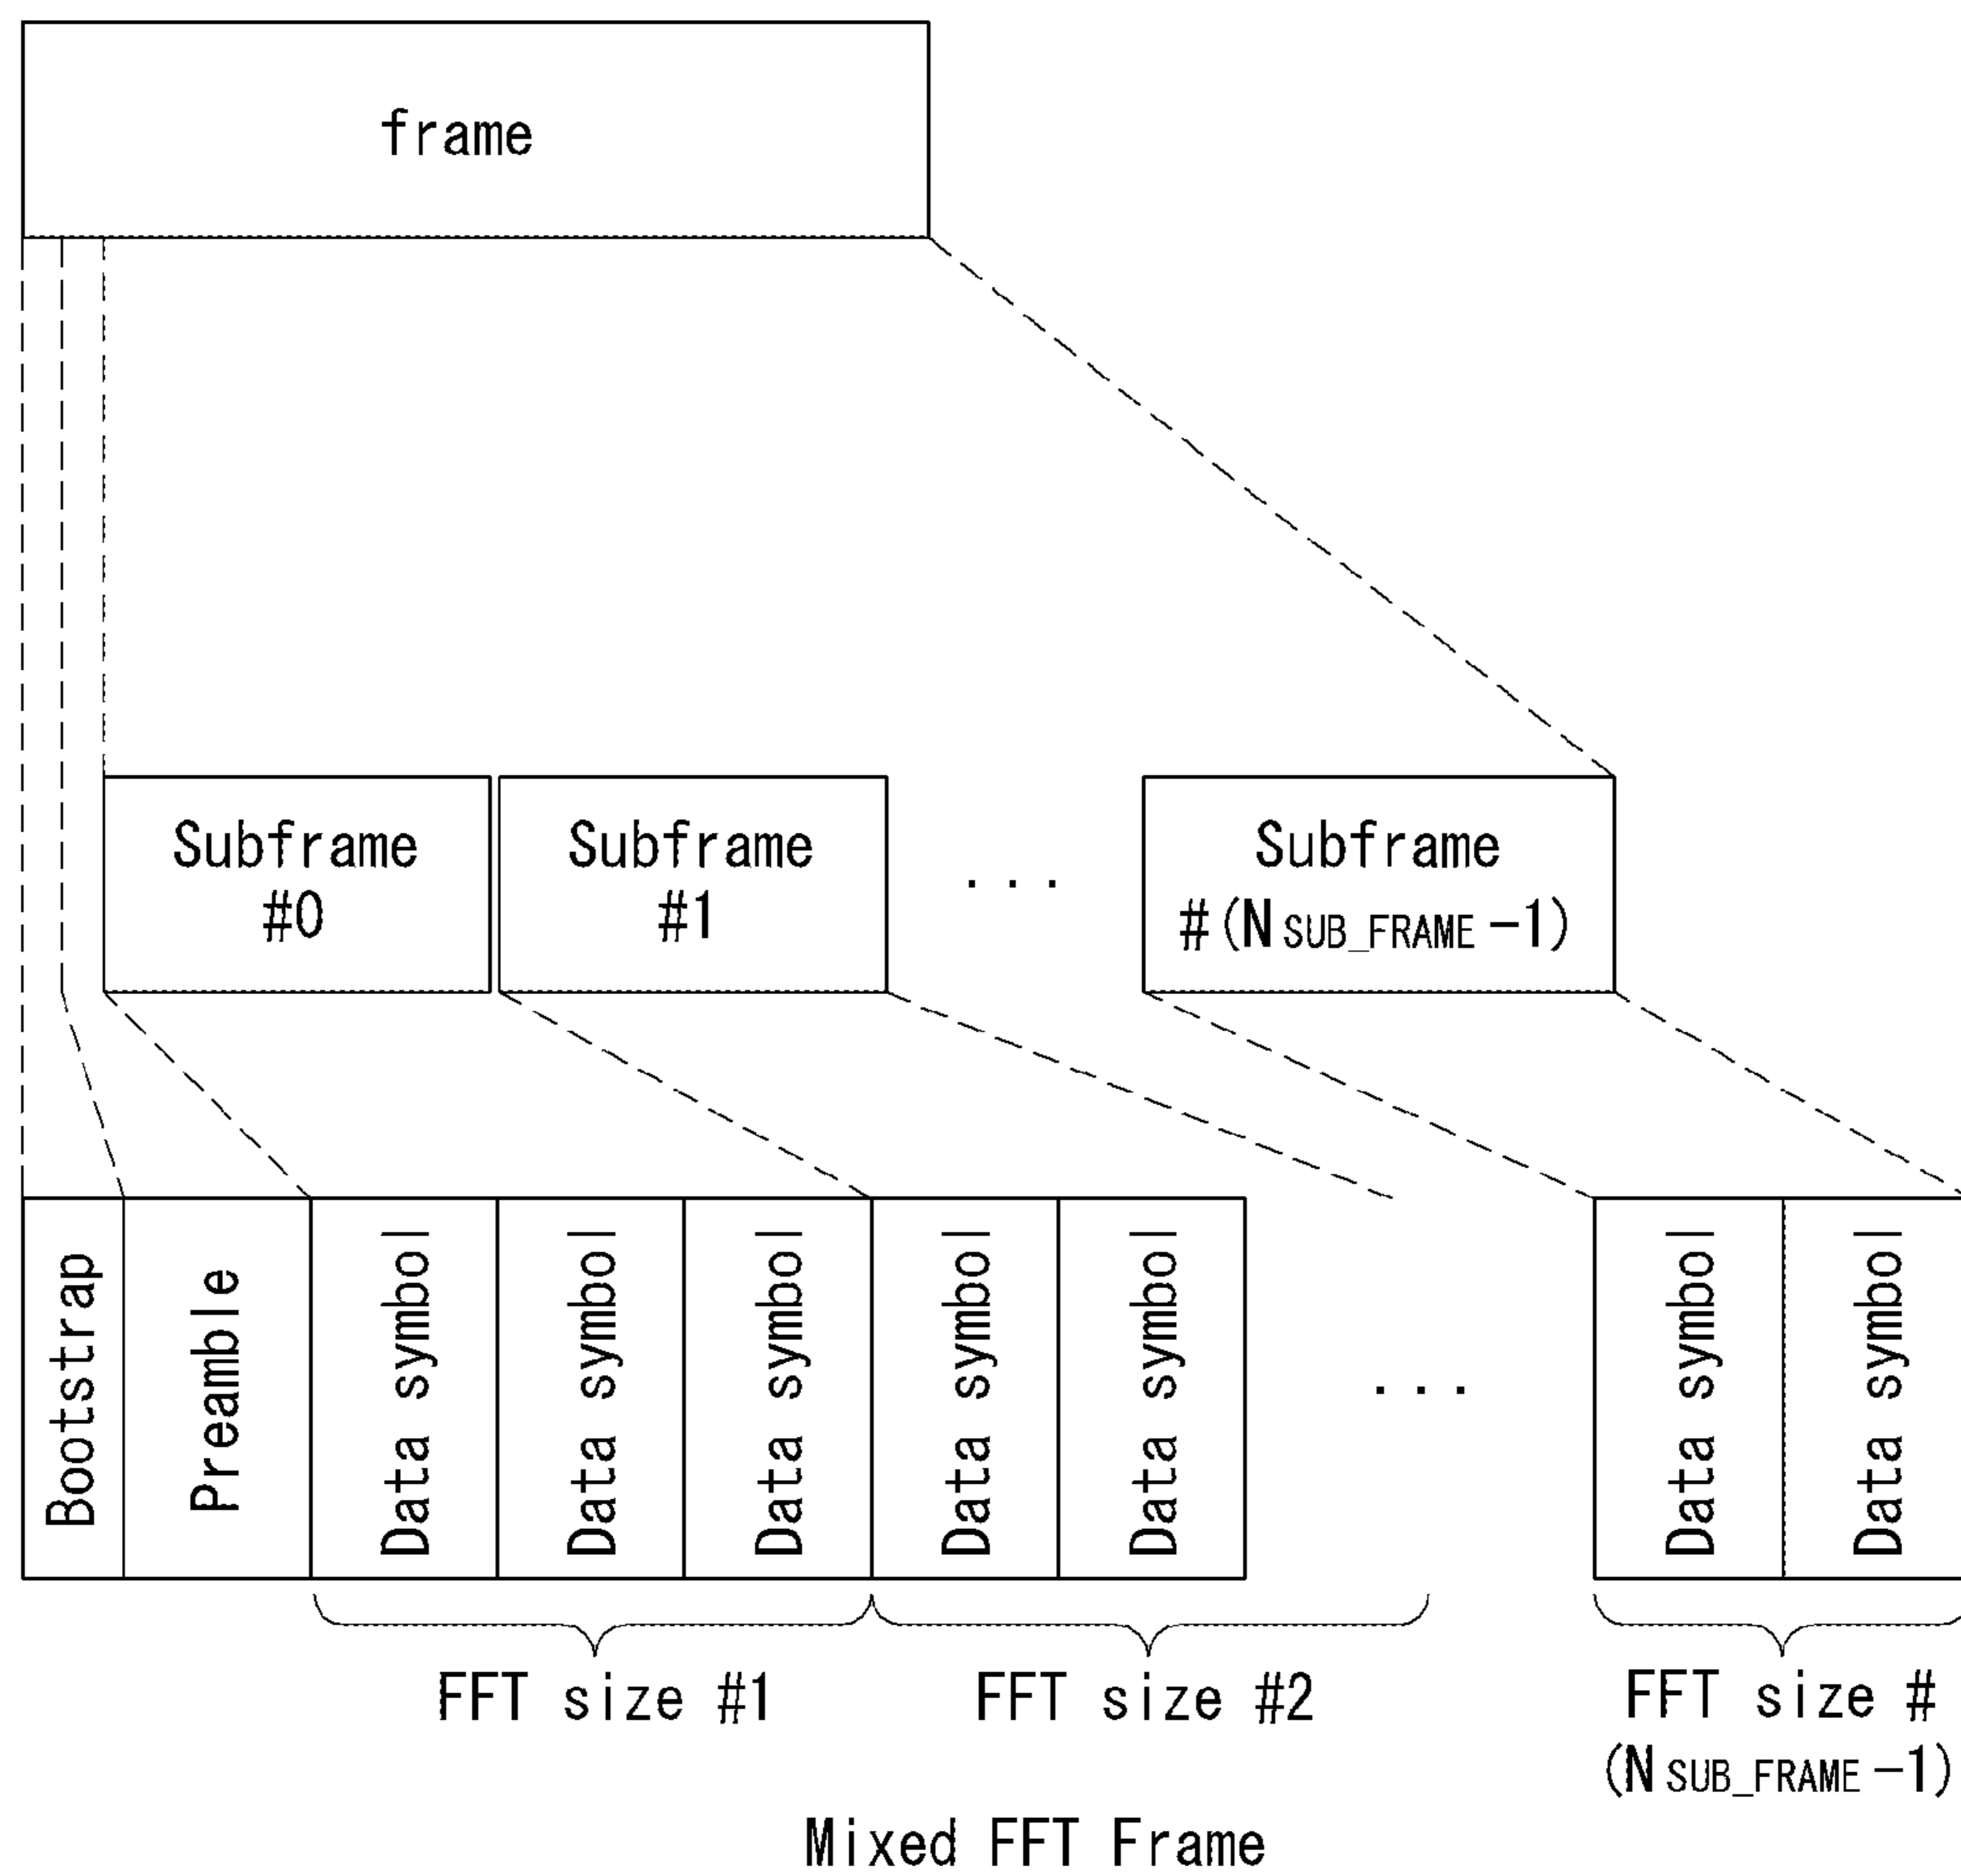 frame
Subframe
#0
Subframe
#1
...
Subframe
#(NSUB_FRAME-1)
Bootstrap
Preamble
Data symbol
Data symbol
Data symbol
Data symbol
Data symbol
...
Data symbol
Data symbol
FFT size #1
FFT size #2
FFT size #
(NSUB_FRAME-1)
Mixed FFT Frame